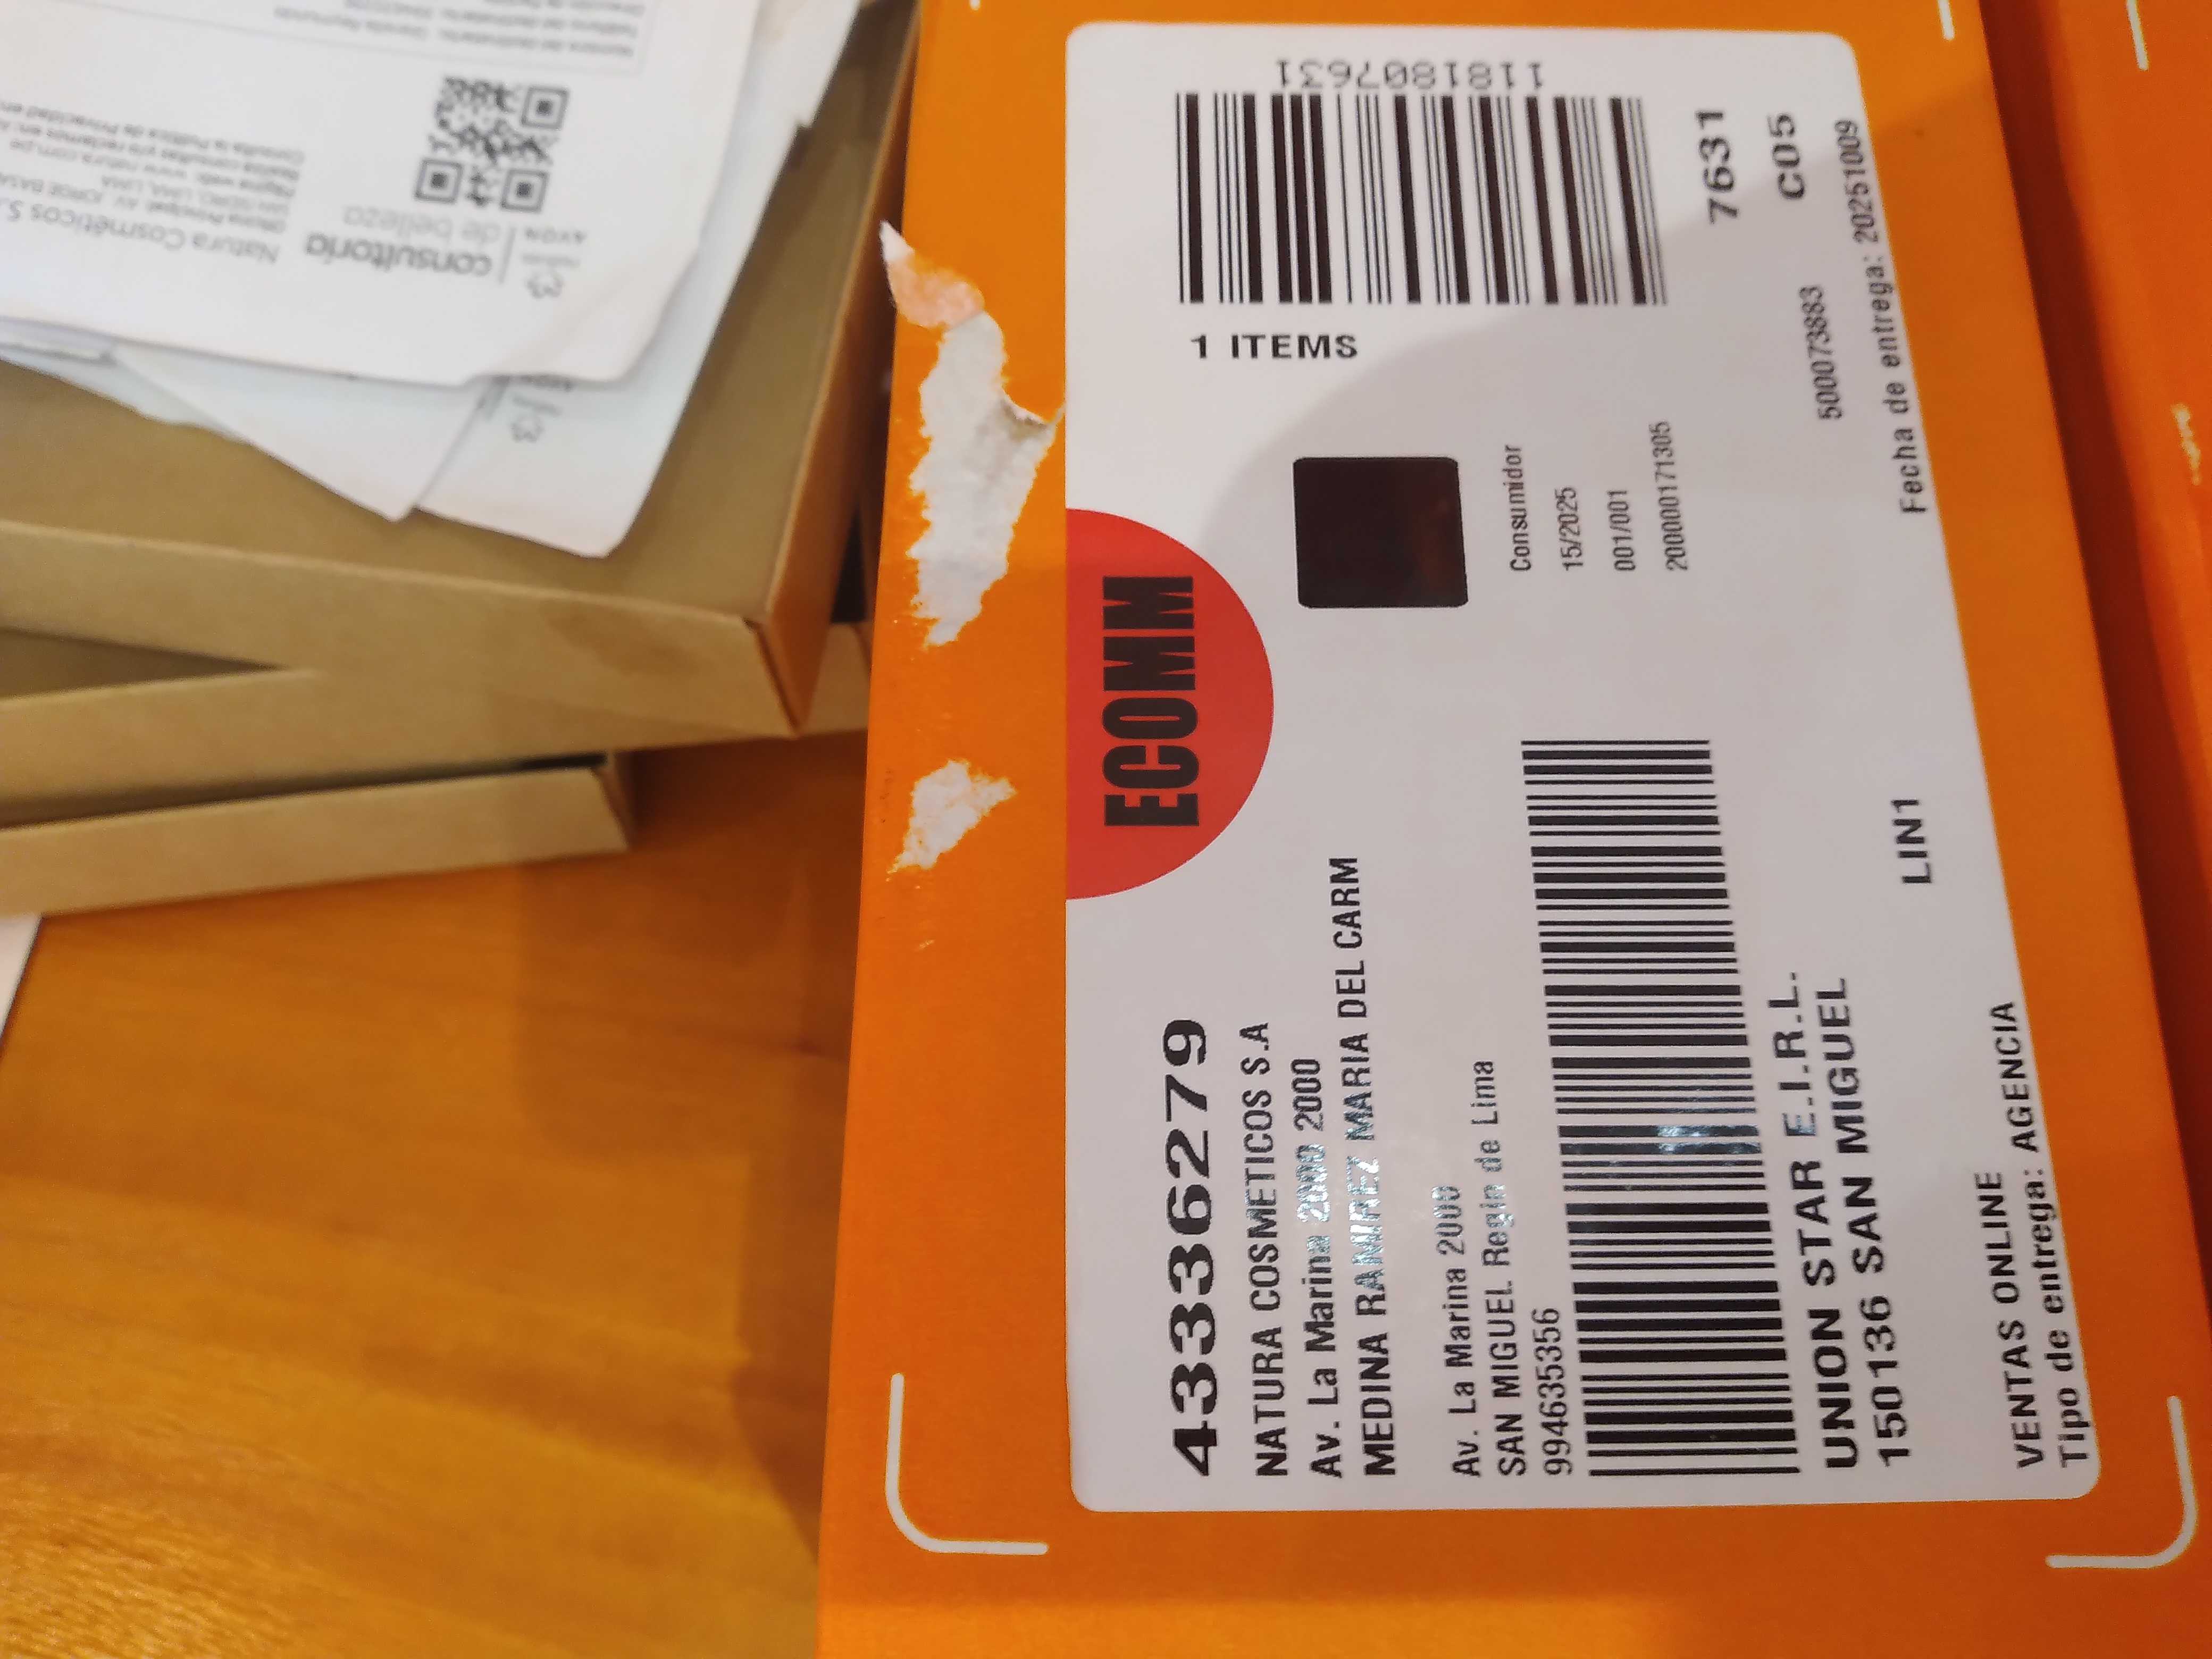 43336279
NATURA COSMETICOS S.A
Av. La Marina 2000 2000
MEDINA RAMIREZ MARIA DEL CARM
Av. La Marina 2000
SAN MIGUEL Regin de Lima
994635356
UNION STAR E.I.R.L.
150136 SAN MIGUEL
LIN1
VENTAS ONLINE
Tipo de entrega: AGENCIA
ECOMM
1 ITEMS
1181807631
Consumidor
15/2025
001/001
200000171305
7631
C05
500073883
Fecha de entrega: 20251009
consultoría
de belleza
natura
AVON
Natura Cosméticos S.